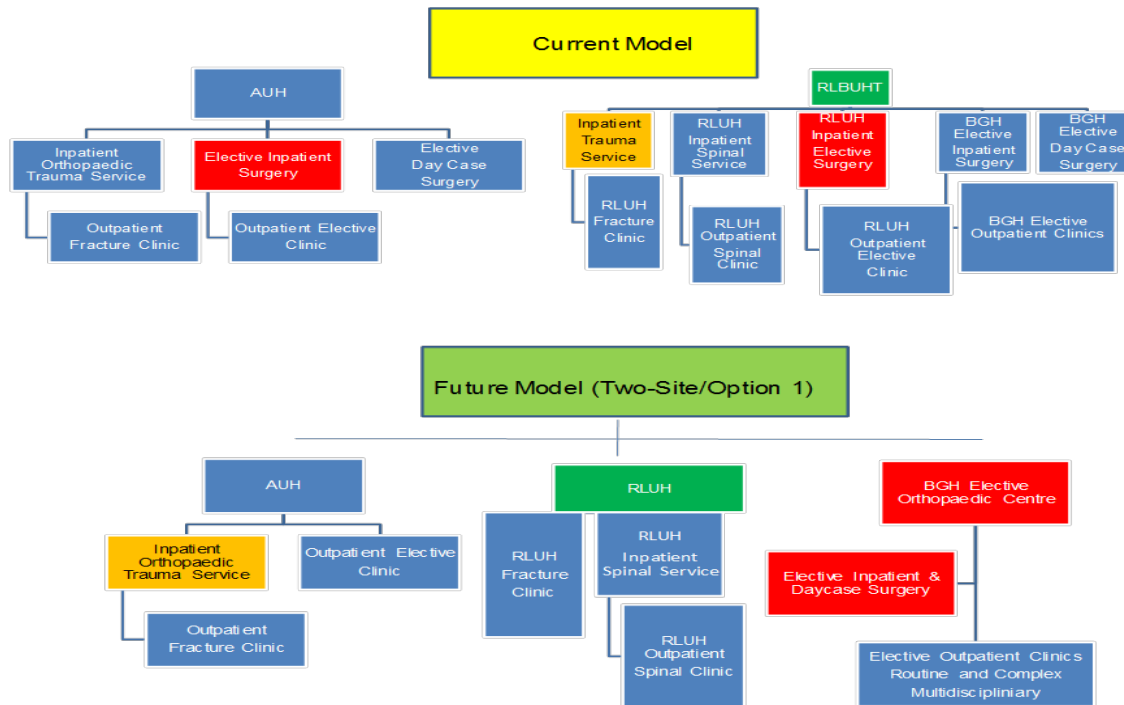 Current Model
AUH
Inpatient
Orthopaedic
Trauma Service
Elective Inpatient
Surgery
Elective
Day Case
Surgery
Outpatient
Fracture Clinic
Outpatient Elective
Clinic
RLBUHT
Inpatient
Trauma
Service
RLUH
Inpatient
Spinal Service
RLUH
Inpatient
Elective
Surgery
BGH
Elective
Inpatient
Surgery
BGH
Elective
Day Case
Surgery
RLUH
Fracture
Clinic
RLUH
Outpatient
Spinal
Clinic
RLUH
Outpatient
Elective
Clinic
BGH Elective
Outpatient Clinics
Future Model (Two-Site/Option 1)
AUH
Inpatient
Orthopaedic
Trauma Service
Outpatient Elective
Clinic
Outpatient
Fracture Clinic
RLUH
RLUH
Fracture
Clinic
RLUH
Inpatient
Spinal Service
RLUH
Outpatient
Spinal Clinic
BGH Elective
Orthopaedic Centre
Elective Inpatient &
Daycase Surgery
Elective Outpatient Clinics
Routine and Complex
Multidiscipliniary